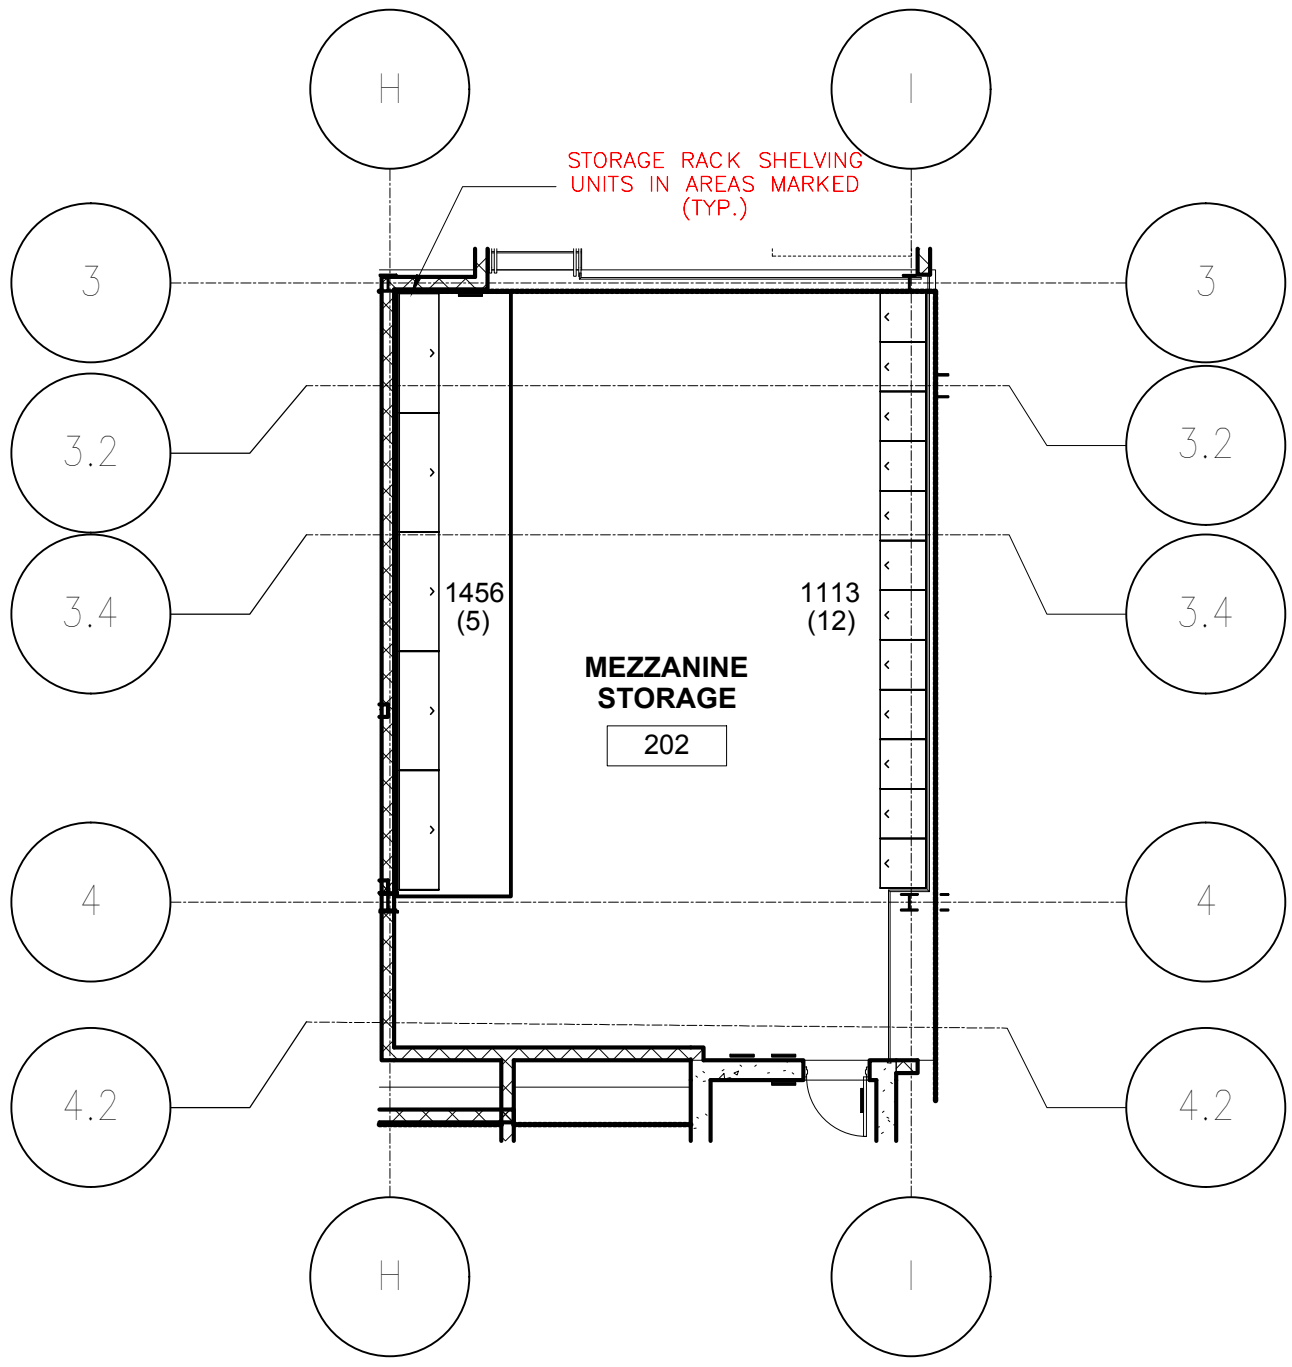 H
I
STORAGE RACK SHELVING
UNITS IN AREAS MARKED
(TYP.)
3
3
3.2
3.2
3.4
3.4
1456
(5)
1113
(12)
MEZZANINE
STORAGE
202
4
4
4.2
4.2
H
I